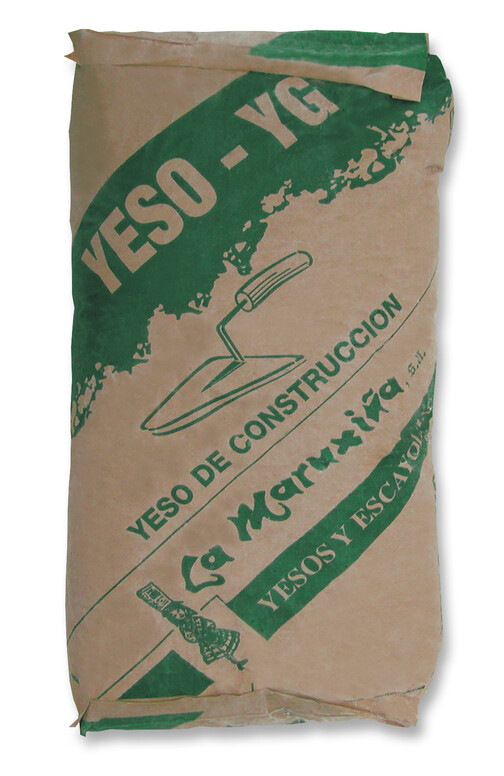 YESO - YG
YESO DE CONSTRUCCION
La Maruxiña, S.L.
YESOS Y ESCAYOLAS